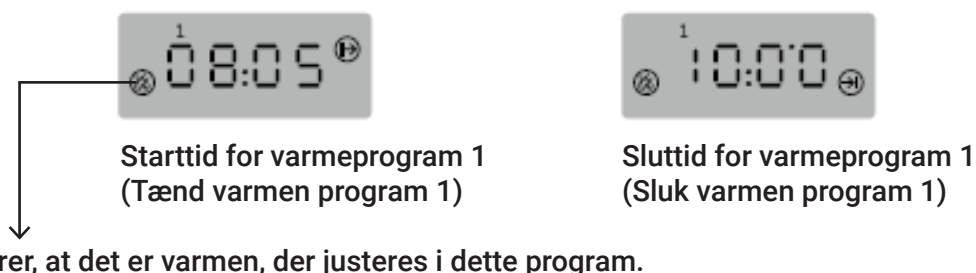 1
08:05
1
10:00
Starttid for varmeprogram 1
(Tænd varmen program 1)
Sluttid for varmeprogram 1
(Sluk varmen program 1)
at det er varmen, der justeres i dette program.